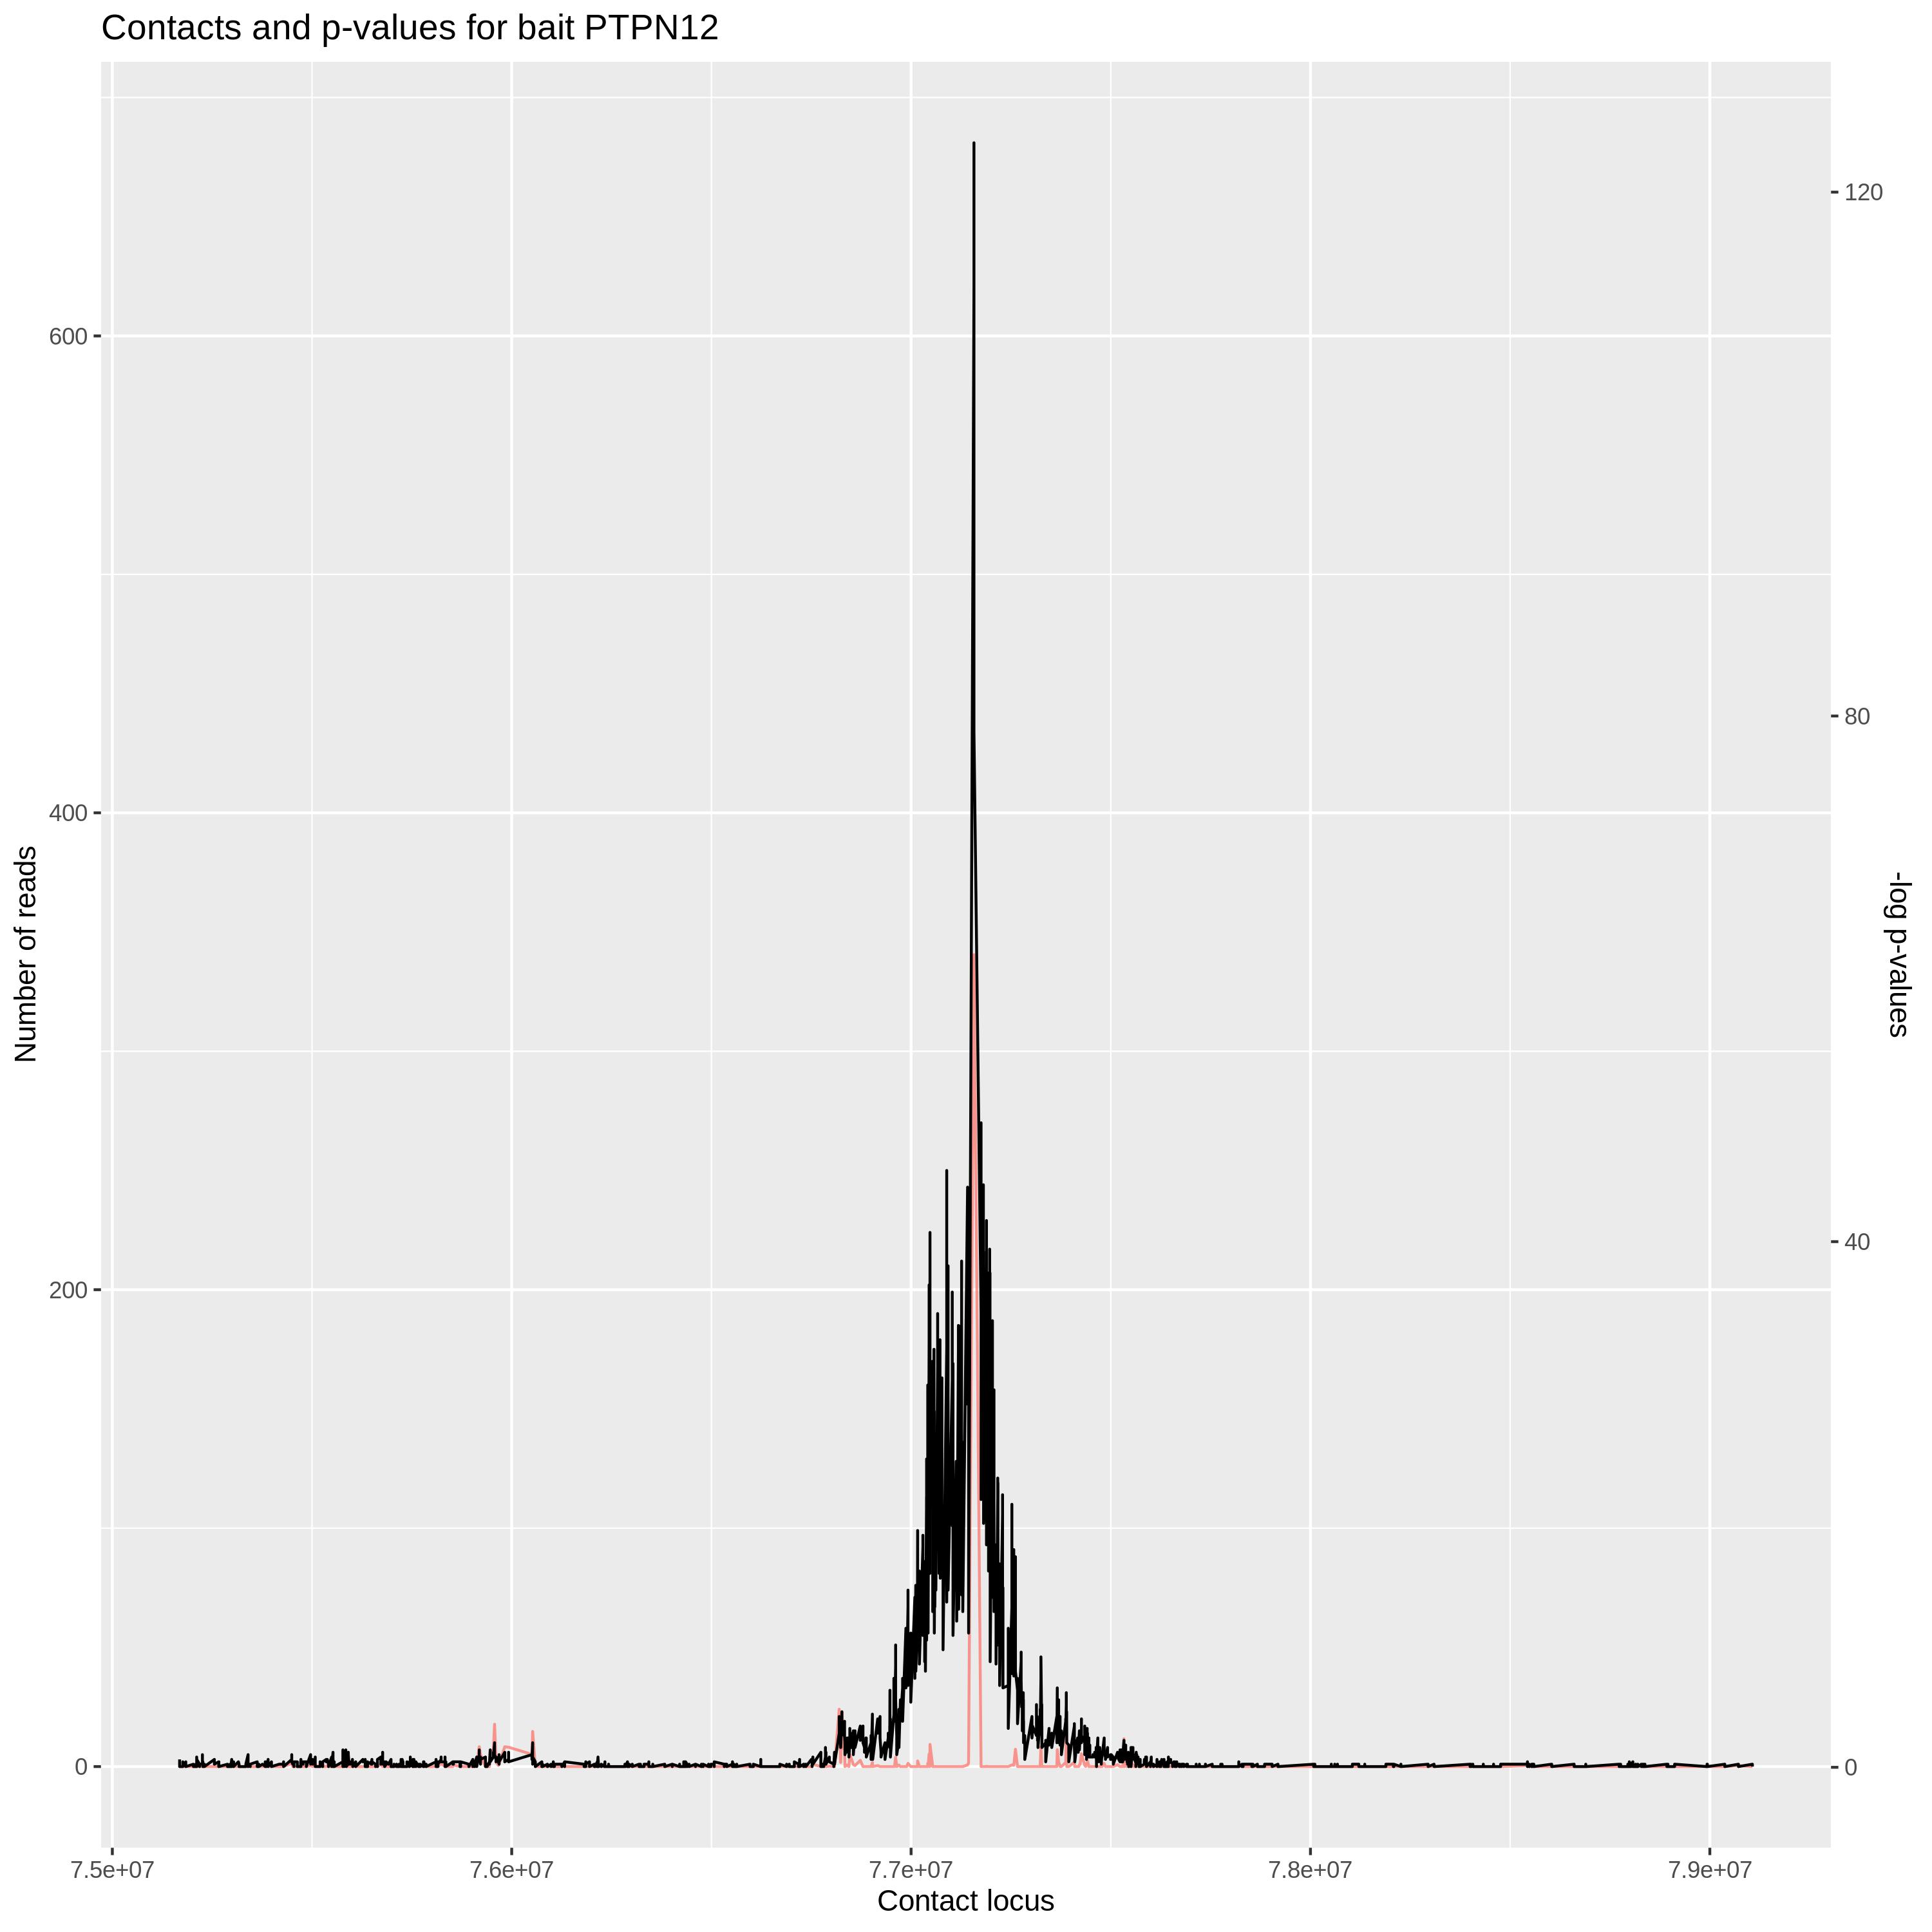 Contacts and p-values for bait PTPN12
120
600
80
400
Number of reads
-log p-values
40
200
0
0
7.5e+07
7.6e+07
7.7e+07
7.8e+07
7.9e+07
Contact locus